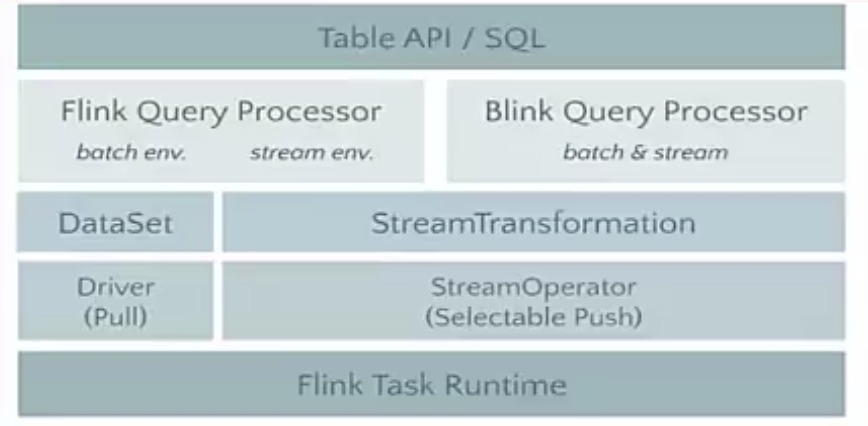 Table API / SQL
Flink Query Processor
Blink Query Processor
batch env.
stream env.
batch & stream
DataSet
StreamTransformation
Driver
(Pull)
StreamOperator
(Selectable Push)
Flink Task Runtime